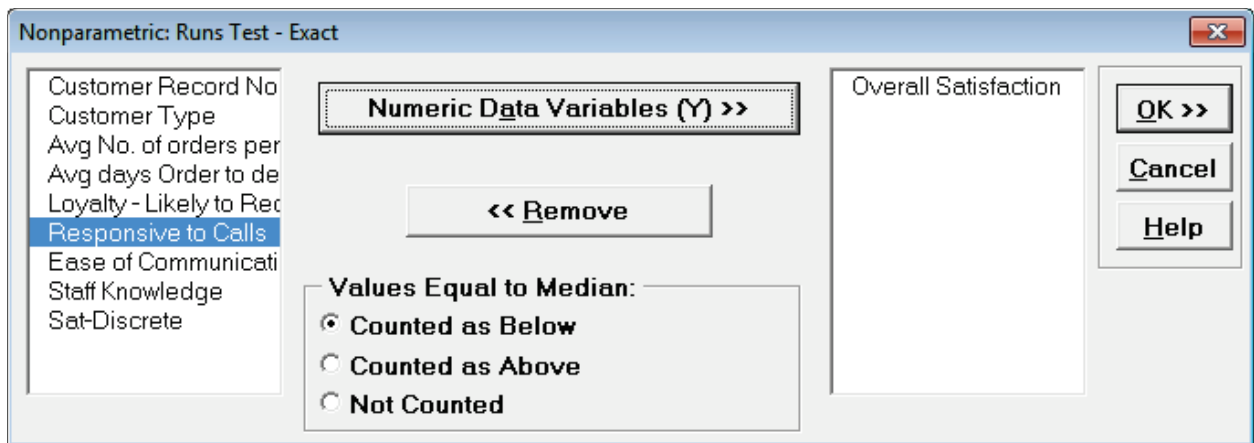 Nonparametric: Runs Test - Exact
Customer Record No
Customer Type
Avg No. of orders per
Avg days Order to de
Loyalty - Likely to Rec
Responsive to Calls
Ease of Communicati
Staff Knowledge
Sat-Discrete
Numeric Data Variables (Y) >>
<< Remove
Values Equal to Median:
Counted as Below
Counted as Above
Not Counted
Overall Satisfaction
OK >>
Cancel
Help